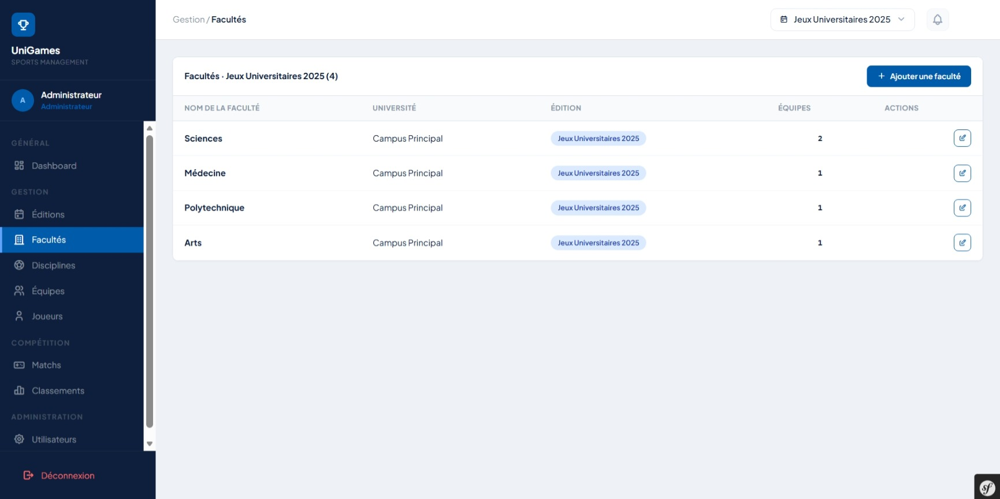 UniGames
SPORTS MANAGEMENT
A
Administrateur
Administrateur
GÉNÉRAL
Dashboard
GESTION
Éditions
Facultés
Disciplines
Équipes
Joueurs
COMPÉTITION
Matchs
Classements
ADMINISTRATION
Utilisateurs
Déconnexion
Gestion / Facultés
Jeux Universitaires 2025
Facultés · Jeux Universitaires 2025 (4)
+ Ajouter une faculté
NOM DE LA FACULTÉ UNIVERSITÉ ÉDITION ÉQUIPES ACTIONS
Sciences Campus Principal Jeux Universitaires 2025 2
Médecine Campus Principal Jeux Universitaires 2025 1
Polytechnique Campus Principal Jeux Universitaires 2025 1
Arts Campus Principal Jeux Universitaires 2025 1
sf